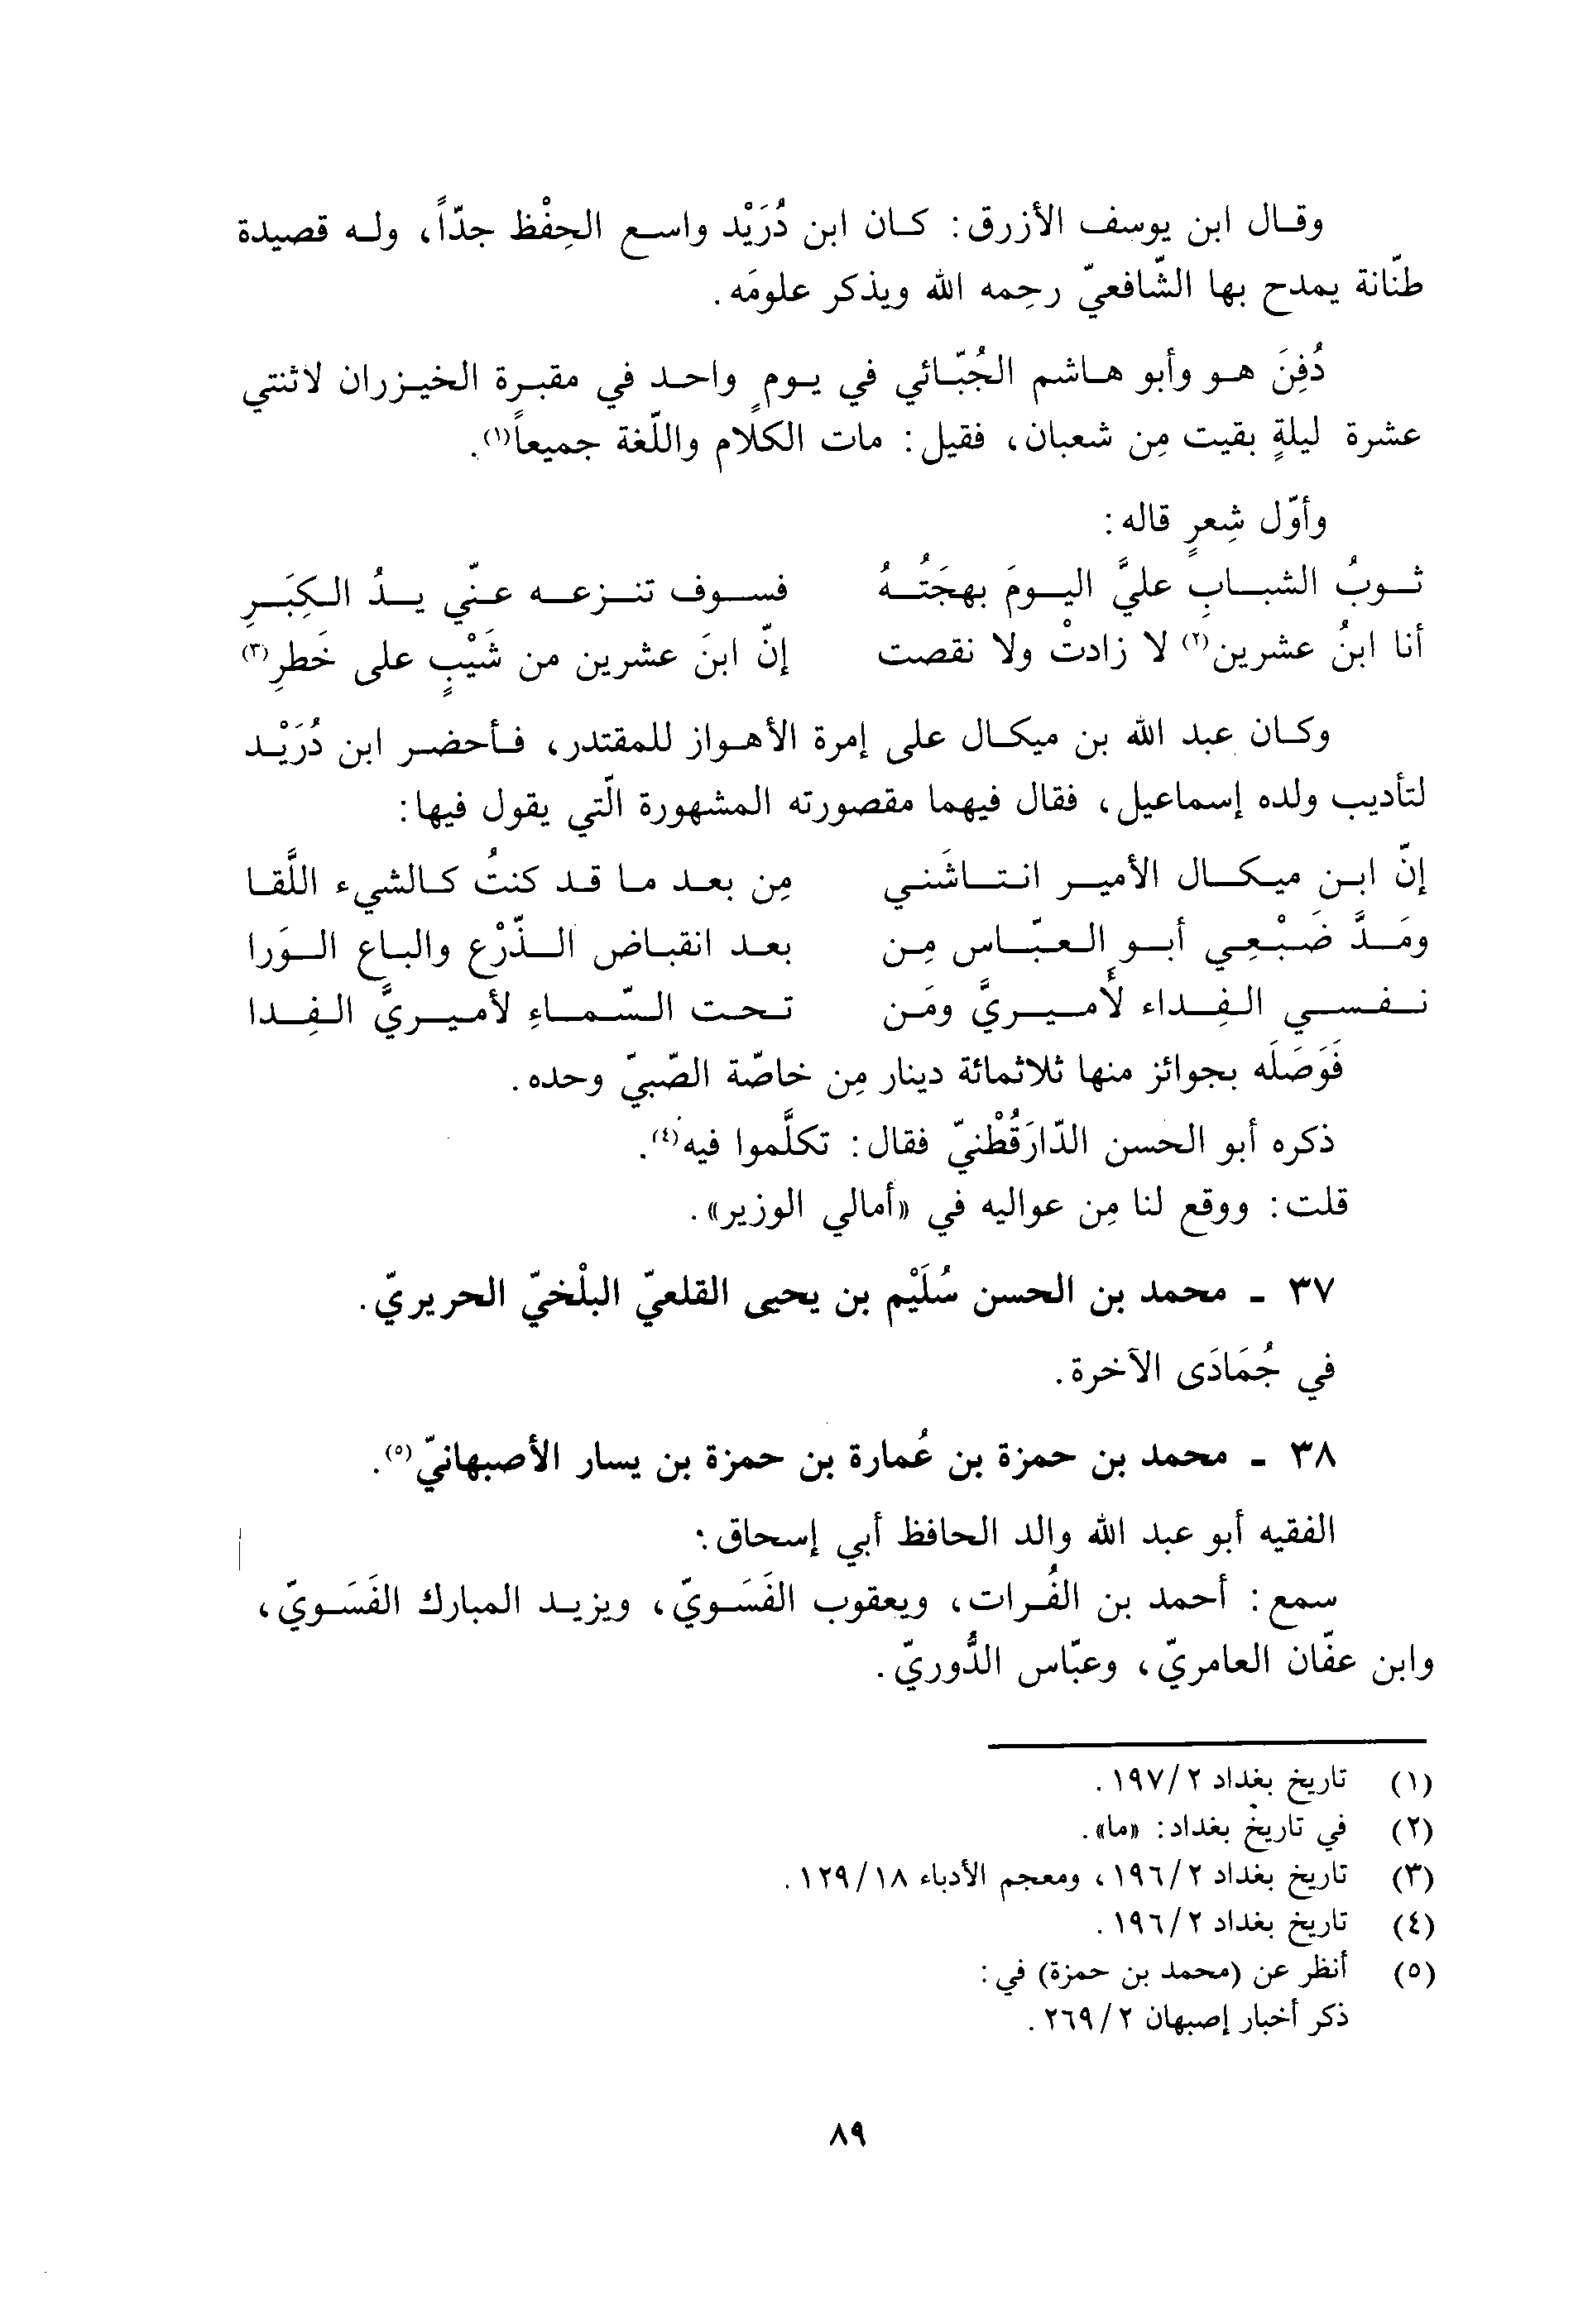 وقال ابن يوسف الأزرق: كان ابن دُرَيْد واسع الحِفْظ جدّاً، وله قصيدة
طنّانة يمدح بها الشّافعيّ رحِمه الله ويذكر علومَه.
دُفِنَ هو وأبو هاشم الجُبّائي في يومٍ واحد في مقبرة الخيزران لاثنتي
عشرة ليلةٍ بقيت مِن شعبان، فقيل: مات الكلام واللّغة جميعاً(١).
وأوّل شِعرٍ قاله:
ثوبُ الشبابِ عليَّ اليومَ بهجَتُهُ فسوف تنزعه عنّي يدُ الكِبَرِ
أنا ابنُ عشرين(٢) لا زادتْ ولا نقصت إنّ ابنَ عشرين من شَيْبٍ على خَطرِ(٣)
وكان عبد الله بن ميكال على إمرة الأهواز للمقتدر، فأحضر ابن دُرَيْد
لتأديب ولده إسماعيل، فقال فيهما مقصورته المشهورة الّتي يقول فيها:
إنّ ابن ميكال الأمير انتاشَني مِن بعد ما قد كنتُ كالشيء اللَّقا
ومَدَّ ضَبْعِي أبو العبّاس مِن بعد انقباض الذّرْع والباع الوَرا
نفسي الفِداء لأَميريَّ ومَن تحت السّماءِ لأميريَّ الفِدا
فَوَصَلَه بجوائز منها ثلاثمائة دينار مِن خاصّة الصّبيّ وحده.
ذكره أبو الحسن الدّارَقُطْنيّ فقال: تكلَّموا فيه(٤).
قلت: ووقع لنا مِن عواليه في «أمالي الوزير».
٣٧ ـ محمد بن الحسن سُلَيْم بن يحيى القلعيّ البلْخيّ الحريريّ.
في جُمَادَى الآخرة.
٣٨ ـ محمد بن حمزة بن عُمارة بن حمزة بن يسار الأصبهانيّ(٥).
الفقيه أبو عبد الله والد الحافظ أبي إسحاق.
سمع: أحمد بن الفُرات، ويعقوب الفَسَويّ، ويزيد المبارك الفَسَويّ،
وابن عفّان العامريّ، وعبّاس الدُّوريّ.
(١) تاريخ بغداد ٢/١٩٧.
(٢) في تاريخ بغداد: «ما».
(٣) تاريخ بغداد ٢/١٩٦، ومعجم الأدباء ١٨/١٢٩.
(٤) تاريخ بغداد ٢/١٩٦.
(٥) أنظر عن (محمد بن حمزة) في:
ذكر أخبار إصبهان ٢/٢٦٩.
٨٩